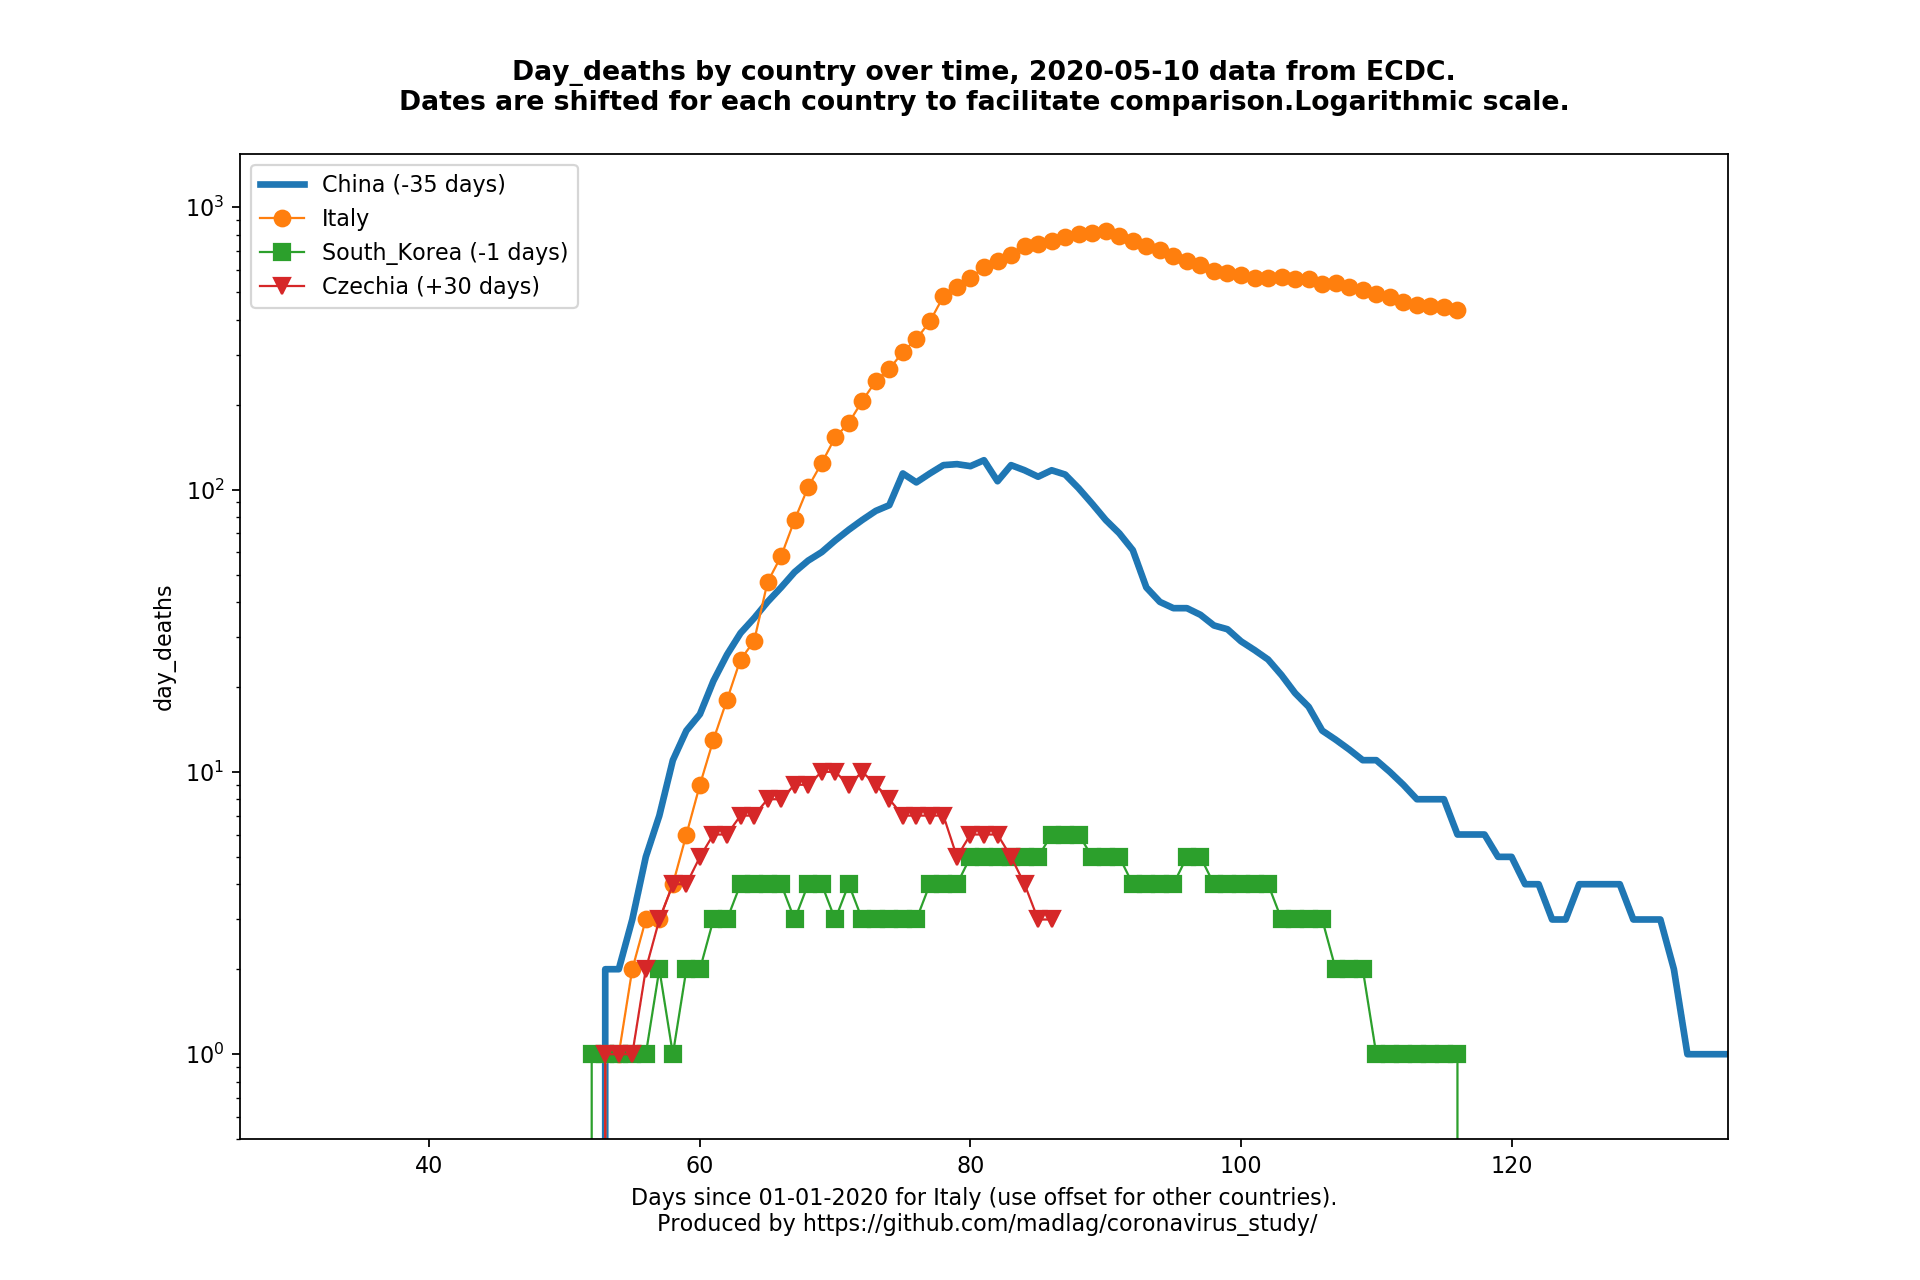 Day_deaths by country over time, 2020-05-10 data from ECDC.
Dates are shifted for each country to facilitate comparison.Logarithmic scale.
China (-35 days)
Italy
South_Korea (-1 days)
Czechia (+30 days)
10³
10²
10¹
10⁰
day_deaths
40 60 80 100 120
Days since 01-01-2020 for Italy (use offset for other countries).
Produced by https://github.com/madlag/coronavirus_study/